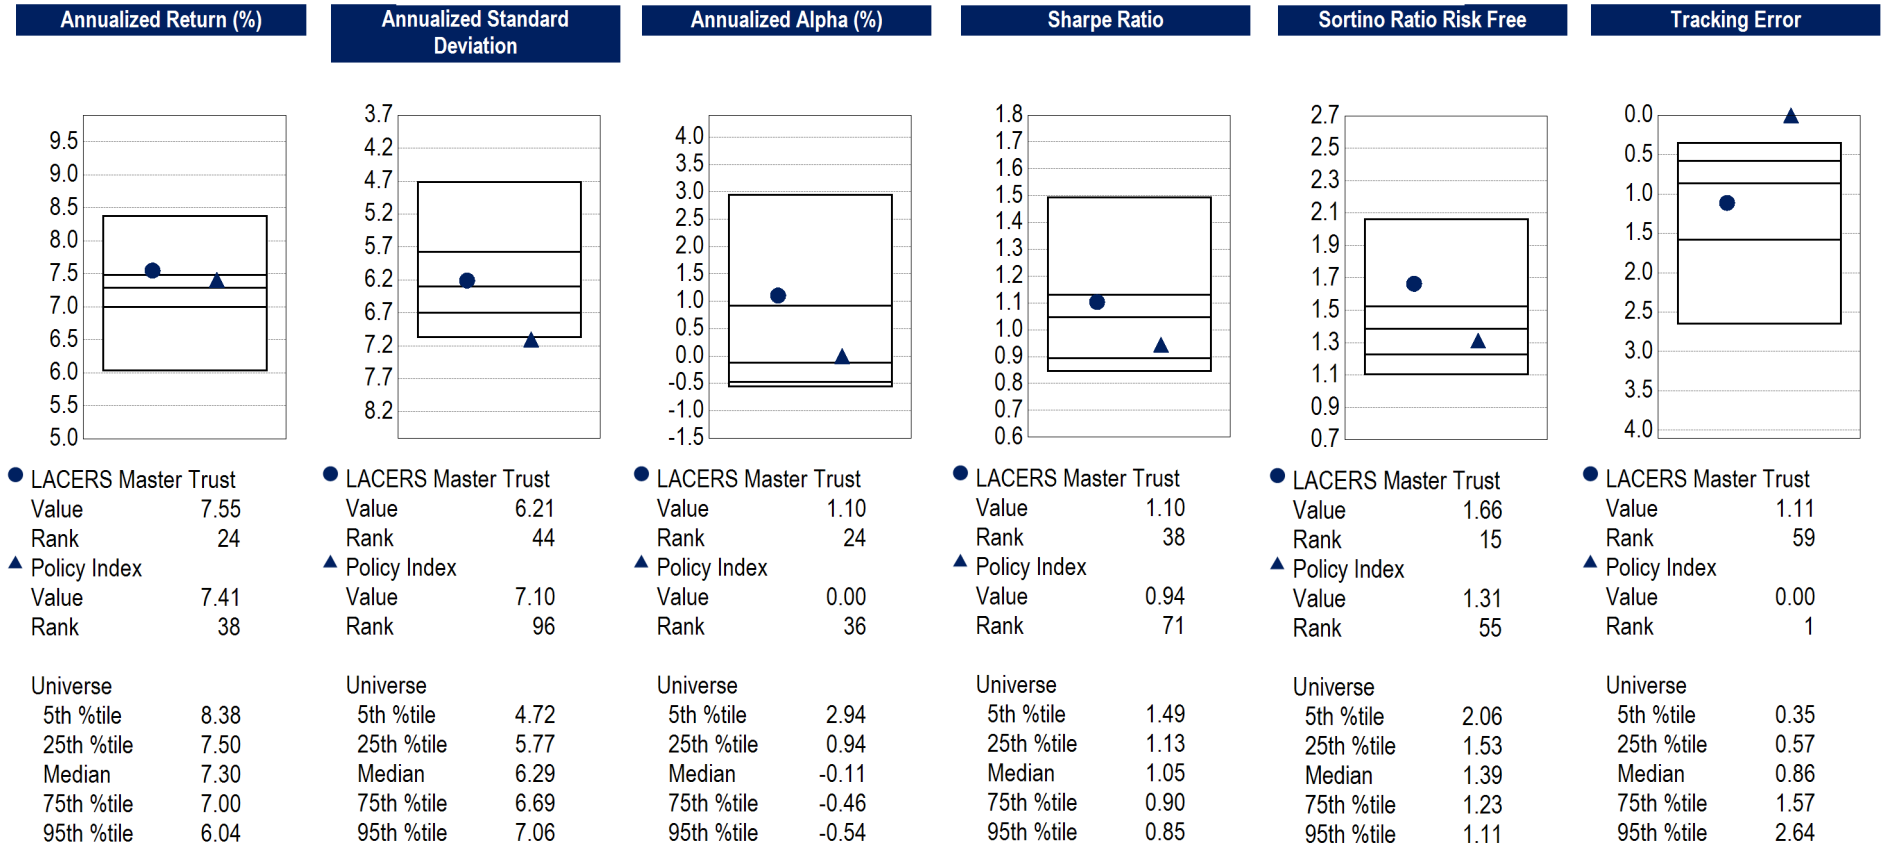 Annualized Return (%)
9.5
9.0
8.5
8.0
7.5
7.0
6.5
6.0
5.5
5.0
LACERS Master Trust
Value 7.55
Rank 24
Policy Index
Value 7.41
Rank 38
Universe
5th %tile 8.38
25th %tile 7.50
Median 7.30
75th %tile 7.00
95th %tile 6.04
Annualized Standard
Deviation
3.7
4.2
4.7
5.2
5.7
6.2
6.7
7.2
7.7
8.2
LACERS Master Trust
Value 6.21
Rank 44
Policy Index
Value 7.10
Rank 96
Universe
5th %tile 4.72
25th %tile 5.77
Median 6.29
75th %tile 6.69
95th %tile 7.06
Annualized Alpha (%)
4.0
3.5
3.0
2.5
2.0
1.5
1.0
0.5
0.0
-0.5
-1.0
-1.5
LACERS Master Trust
Value 1.10
Rank 24
Policy Index
Value 0.00
Rank 36
Universe
5th %tile 2.94
25th %tile 0.94
Median -0.11
75th %tile -0.46
95th %tile -0.54
Sharpe Ratio
1.8
1.7
1.6
1.5
1.4
1.3
1.2
1.1
1.0
0.9
0.8
0.7
0.6
LACERS Master Trust
Value 1.10
Rank 38
Policy Index
Value 0.94
Rank 71
Universe
5th %tile 1.49
25th %tile 1.13
Median 1.05
75th %tile 0.90
95th %tile 0.85
Sortino Ratio Risk Free
2.7
2.5
2.3
2.1
1.9
1.7
1.5
1.3
1.1
0.9
0.7
LACERS Master Trust
Value 1.66
Rank 15
Policy Index
Value 1.31
Rank 55
Universe
5th %tile 2.06
25th %tile 1.53
Median 1.39
75th %tile 1.23
95th %tile 1.11
Tracking Error
0.0
0.5
1.0
1.5
2.0
2.5
3.0
3.5
4.0
LACERS Master Trust
Value 1.11
Rank 59
Policy Index
Value 0.00
Rank 1
Universe
5th %tile 0.35
25th %tile 0.57
Median 0.86
75th %tile 1.57
95th %tile 2.64